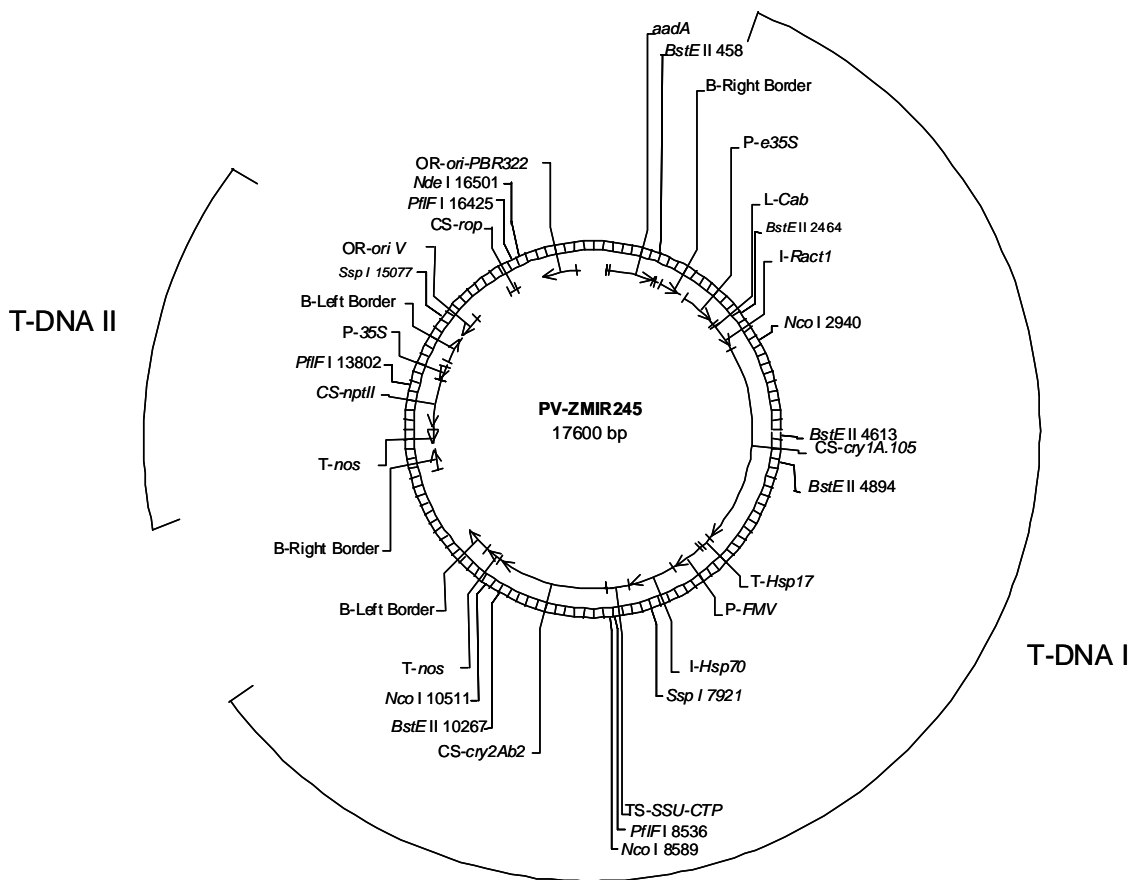 aadA
BstE II 458
B-Right Border
P-e35S
OR-ori-PBR322
Nde I 16501
PflF I 16425
CS-rop
L-Cab
BstE II 2464
OR-ori V
I-Ract1
Ssp I 15077
B-Left Border
T-DNA II
Nco I 2940
P-35S
PflF I 13802
CS-nptII
PV-ZMIR245
17600 bp
BstE II 4613
CS-cry1A.105
T-nos
BstE II 4894
B-Right Border
T-Hsp17
B-Left Border
P-FMV
T-DNA I
T-nos
I-Hsp70
Nco I 10511
Ssp I 7921
BstE II 10267
CS-cry2Ab2
TS-SSU-CTP
PflF I 8536
Nco I 8589